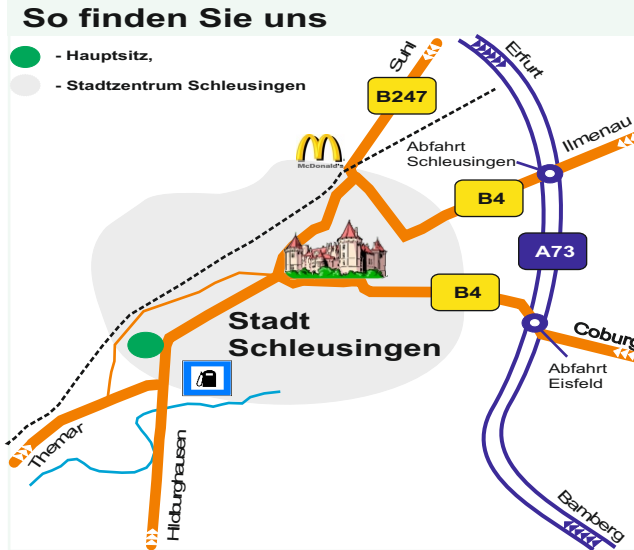 So finden Sie uns
- Hauptsitz,
- Stadtzentrum Schleusingen
Suhl
Erfurt
B247
McDonald's
Abfahrt
Schleusingen
Ilmenau
B4
A73
B4
Stadt
Schleusingen
Coburg
Abfahrt
Eisfeld
Themar
Hildburghausen
Bamberg